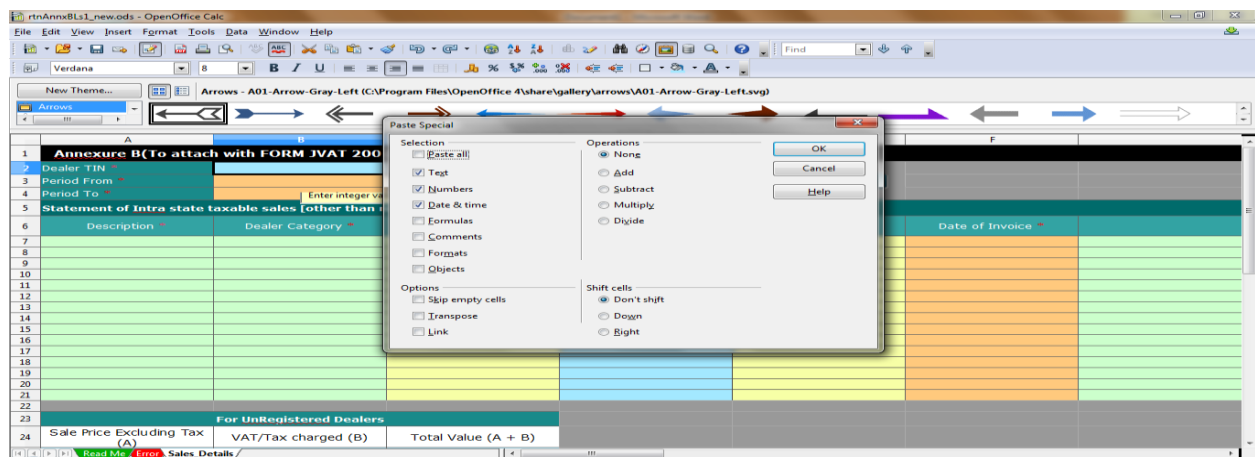 rtnAnnxBLs1_new.ods - OpenOffice Calc
File Edit View Insert Format Tools Data Window Help
Find
Verdana 8
New Theme... Arrows - A01-Arrow-Gray-Left (C:\Program Files\OpenOffice 4\share\gallery\arrows\A01-Arrow-Gray-Left.svg)
Arrows
A B F
1 Annexure B(To attach with FORM JVAT 200
2 Dealer TIN *
3 Period From *
4 Period To * Enter integer va
5 Statement of Intra state taxable sales [other than
6 Description * Dealer Category * Date of Invoice *
7
8
9
10
11
12
13
14
15
16
17
18
19
20
21
22
23 For UnRegistered Dealers
24 Sale Price Excluding Tax (A) VAT/Tax charged (B) Total Value (A + B)
Read Me Error Sales_Details
Paste Special
Selection
Paste all
Text
Numbers
Date & time
Formulas
Comments
Formats
Objects
Operations
None
Add
Subtract
Multiply
Divide
OK
Cancel
Help
Options
Skip empty cells
Transpose
Link
Shift cells
Don't shift
Down
Right